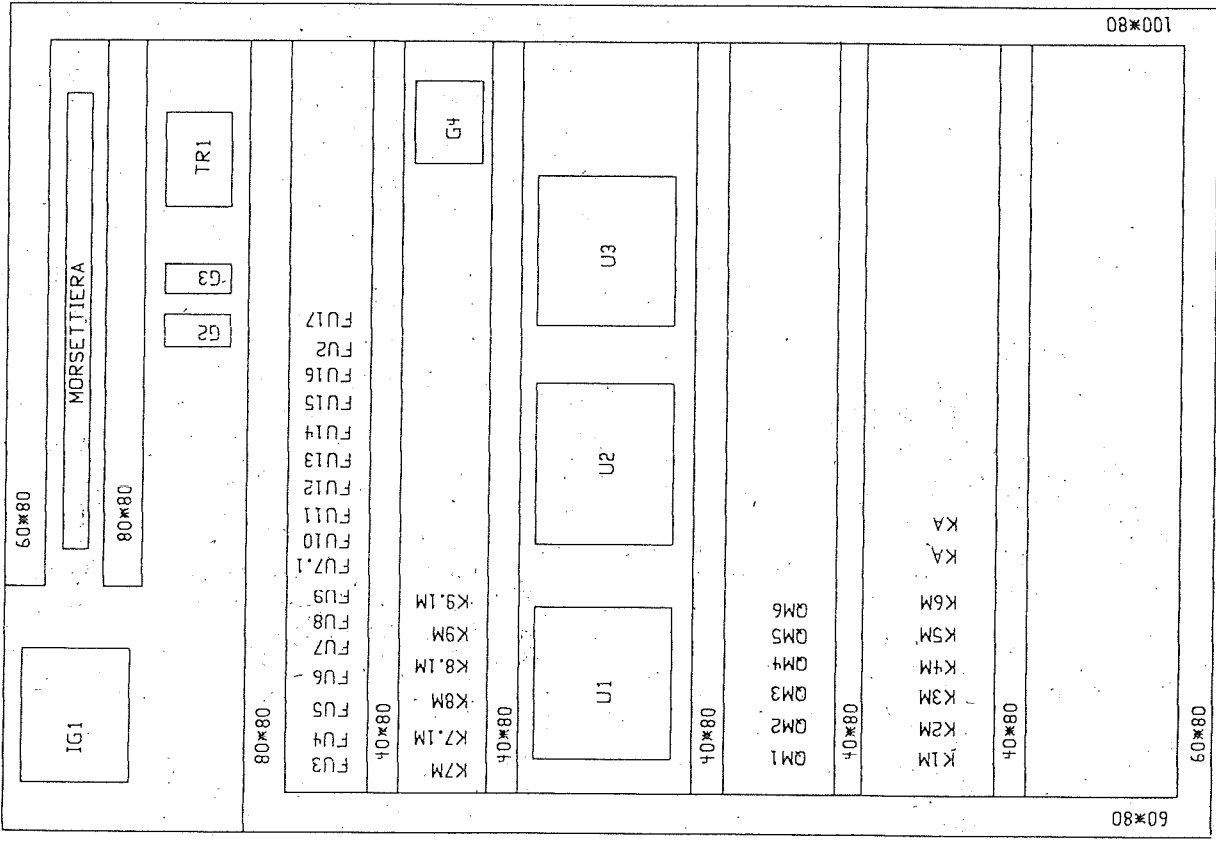 100*80
60*80
MORSETTIERA
80*80
IG1
TR1
G3
G2
80*80
FU3
FU4
FU5
FU6
FU7
FU8
FU9
FU7.1
FU10
FU11
FU12
FU13
FU14
FU15
FU16
FU2
FU17
40*80
K7M
K7.1M
K8M
K8.1M
K9M
K9.1M
G4
40*80
U1
U2
U3
40*80
QM1
QM2
QM3
QM4
QM5
QM6
40*80
K1M
K2M
K3M
K4M
K5M
K6M
KA
KA
40*80
60*80
60*80